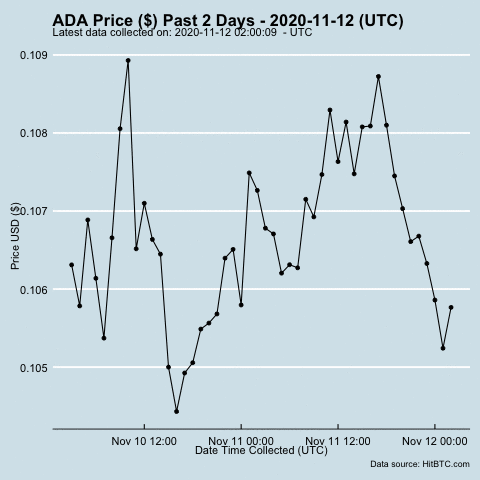 ADA Price ($) Past 2 Days - 2020-11-12 (UTC)
Latest data collected on: 2020-11-12 02:00:09 - UTC
0.109
0.108
0.107
0.106
0.105
Price USD ($)
Nov 10 12:00
Nov 11 00:00
Nov 11 12:00
Nov 12 00:00
Date Time Collected (UTC)
Data source: HitBTC.com